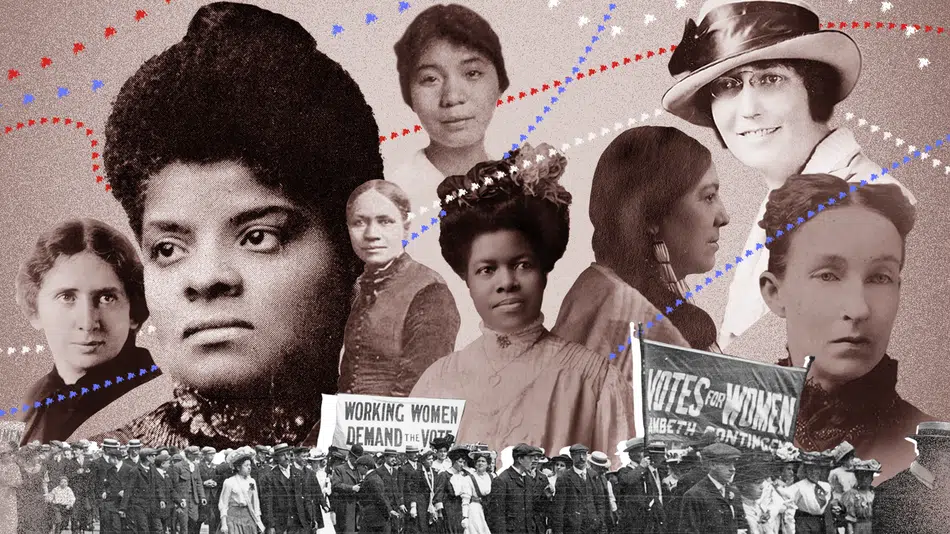 WORKING WOMEN
DEMAND THE VOTE
VOTES FOR WOMEN
CONTINGENT